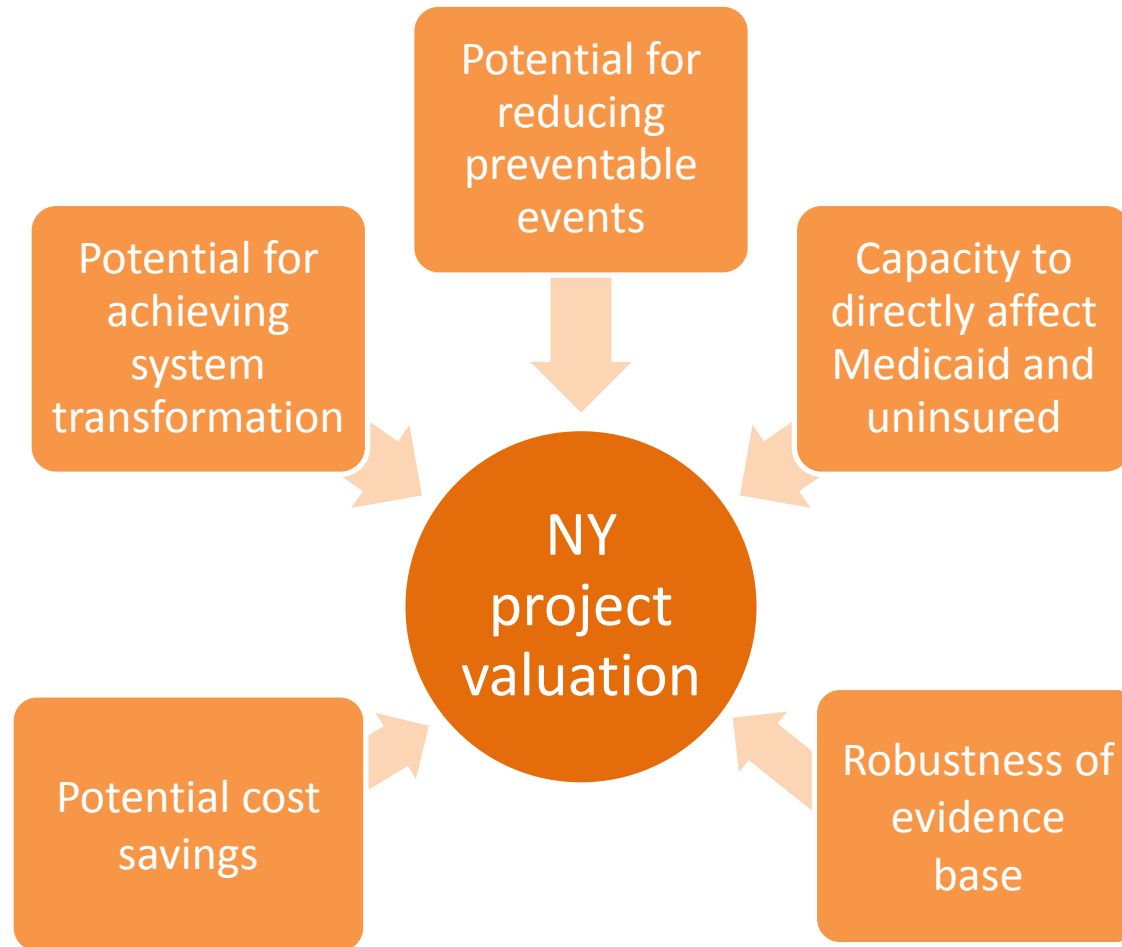 Potential for
reducing
preventable
events
Potential for
achieving
system
transformation
Capacity to
directly affect
Medicaid and
uninsured
NY
project
valuation
Potential cost
savings
Robustness of
evidence
base